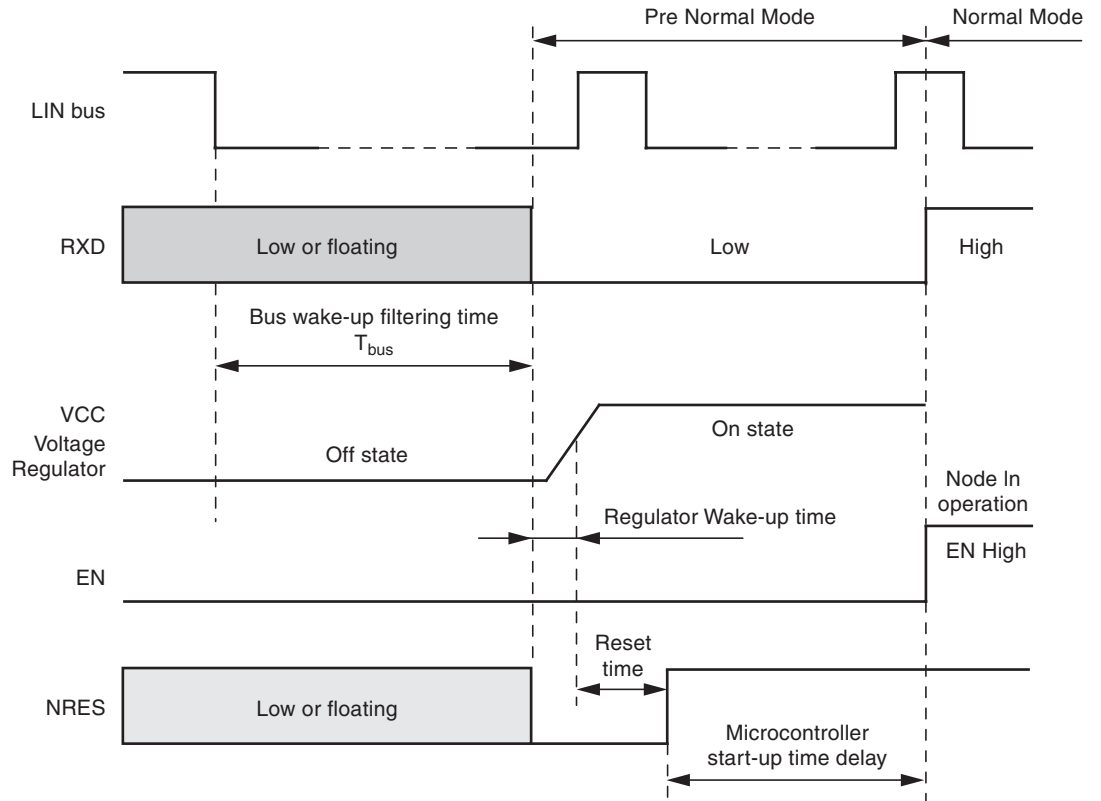 Pre Normal Mode
Normal Mode
LIN bus
RXD
Low or floating
Low
High
Bus wake-up filtering time
Tbus
VCC
Voltage
Regulator
Off state
On state
Node In
operation
Regulator Wake-up time
EN
EN High
Reset
time
NRES
Low or floating
Microcontroller
start-up time delay